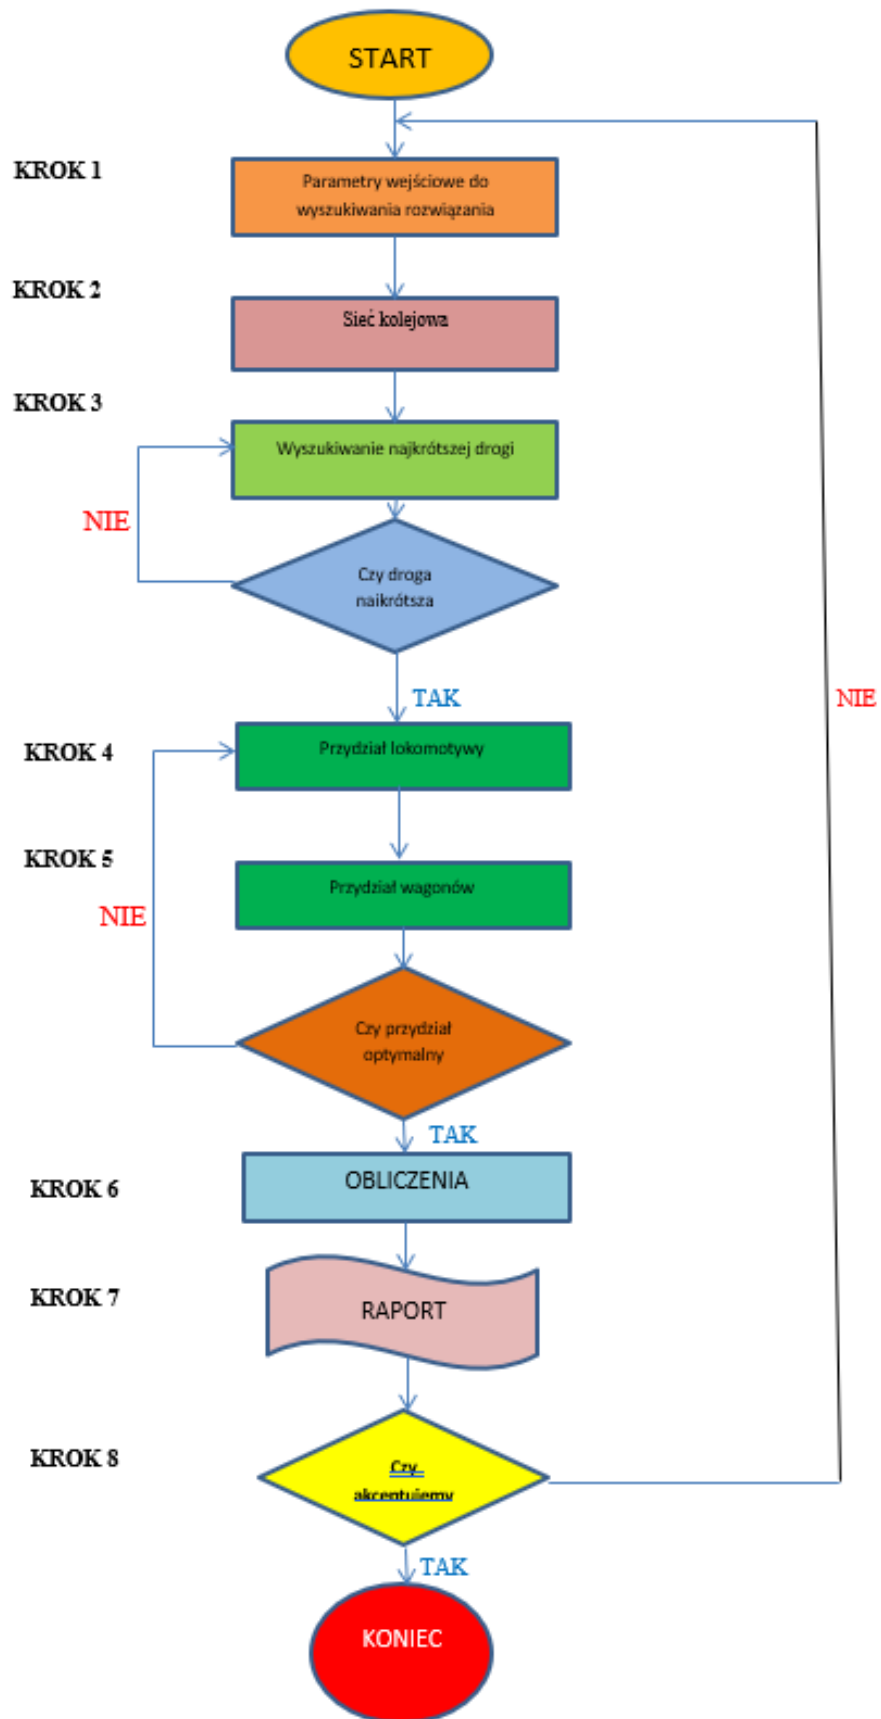 START
KROK 1
Parametry wejściowe do
wyszukiwania rozwiązania
KROK 2
Sieć kolejowa
KROK 3
Wyszukiwanie najkrótszej drogi
NIE
Czy droga
naikrótsza
TAK
NIE
KROK 4
Przydział lokomotywy
KROK 5
Przydział wagonów
NIE
Czy przydział
optymalny
TAK
OBLICZENIA
KROK 6
KROK 7
RAPORT
KROK 8
Czy
akceptujemy
TAK
KONIEC